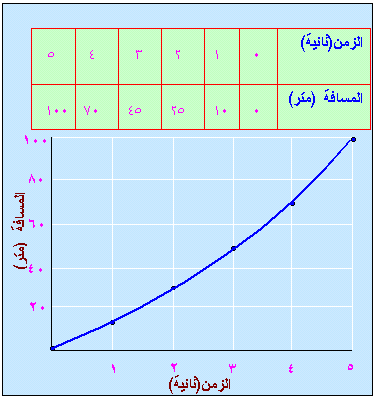 الزمن(ثانية) ٠ ١ ٢ ٣ ٤ ٥
المسافة (متر) ٠ ١٠ ٢٥ ٤٥ ٧٠ ١٠٠
١٠٠
٨٠
٦٠
٤٠
٢٠
المسافة (متر)
١ ٢ ٣ ٤ ٥
الزمن(ثانية)